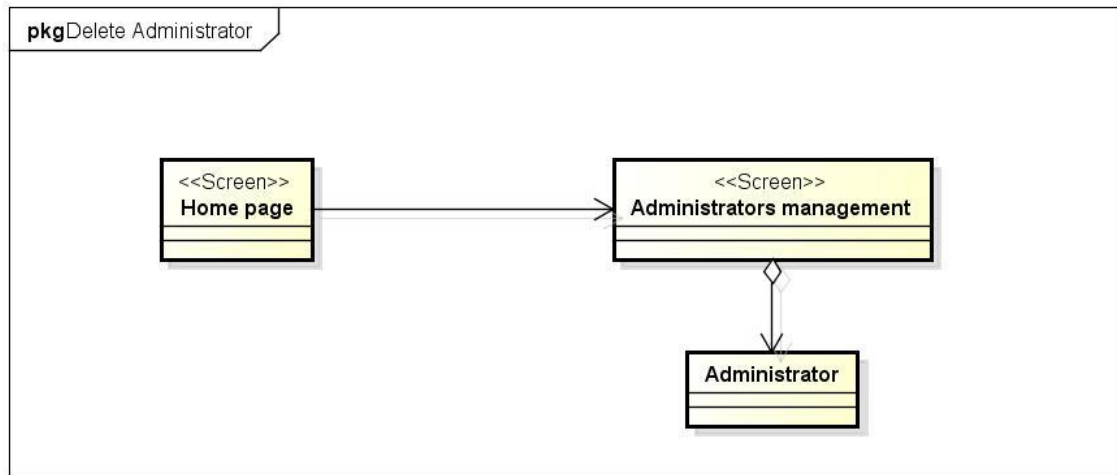 pkgDelete Administrator
<<Screen>>
Home page
<<Screen>>
Administrators management
Administrator